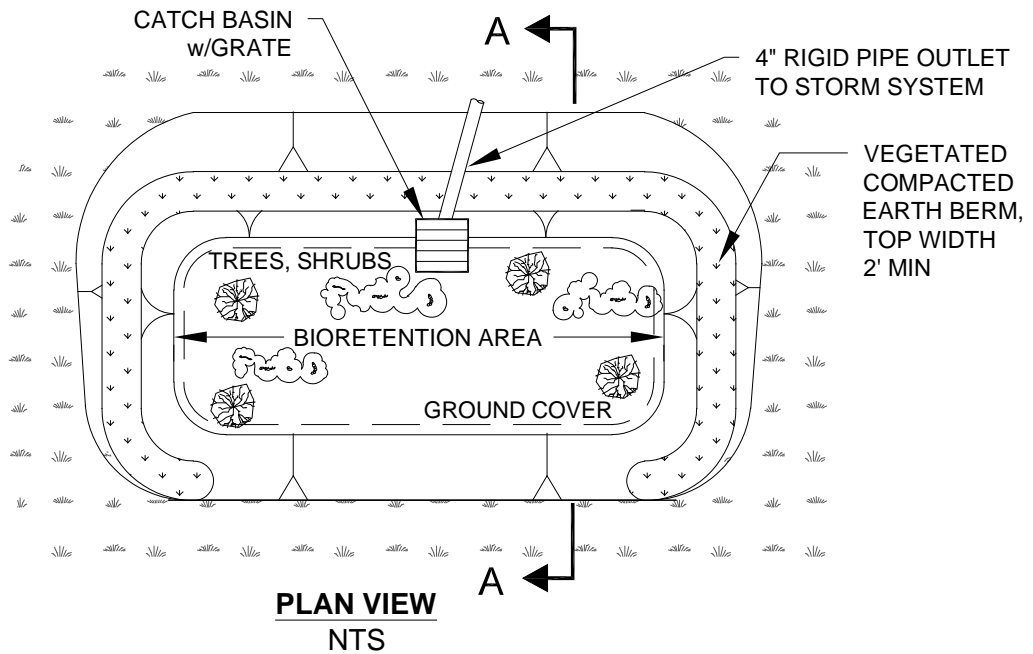 CATCH BASIN
w/GRATE
A
4" RIGID PIPE OUTLET
TO STORM SYSTEM
VEGETATED
COMPACTED
EARTH BERM,
TOP WIDTH
2' MIN
TREES, SHRUBS
BIORETENTION AREA
GROUND COVER
A
PLAN VIEW
NTS